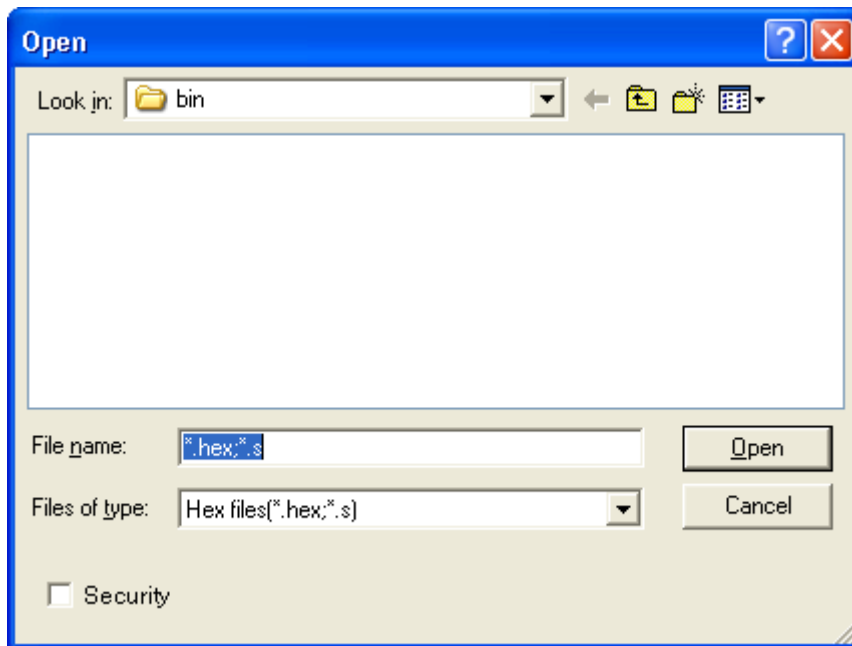 Open
Look in: bin
File name: *.hex;*.s Open
Files of type: Hex files(*.hex;*.s) Cancel
Security